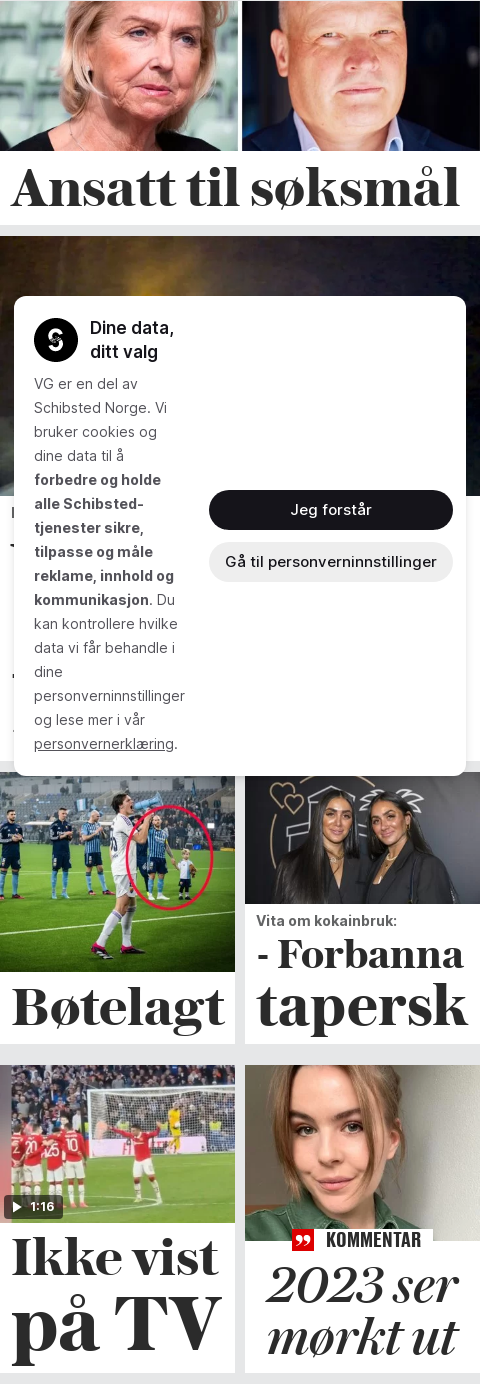 Ansatt til søksmål
Dine data,
ditt valg
VG er en del av
Schibsted Norge. Vi
bruker cookies og
dine data til å
forbedre og holde
alle Schibsted-
tjenester sikre,
tilpasse og måle
reklame, innhold og
kommunikasjon. Du
kan kontrollere hvilke
data vi får behandle i
dine
personverninnstillinger
og lese mer i vår
personvernerklæring.
Jeg forstår
Gå til personverninnstillinger
Bøtelagt
Vita om kokainbruk:
- Forbanna
tapersk
1:16
Ikke vist
på TV
KOMMENTAR
2023 ser
mørkt ut